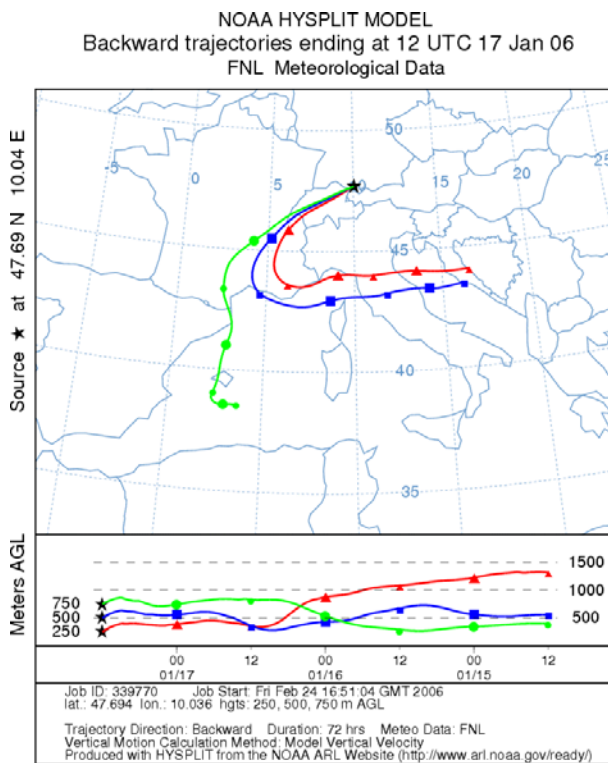 NOAA HYSPLIT MODEL
Backward trajectories ending at 12 UTC 17 Jan 06
FNL Meteorological Data
Source ★ at 47.69 N 10.04 E
-5
0
5
10
15
20
25
50
45
40
35
Meters AGL
1500
1000
750
500
500
250
00 12 00 12 00 12
01/17 01/16 01/15
Job ID: 339770 Job Start: Fri Feb 24 16:51:04 GMT 2006
lat.: 47.694 lon.: 10.036 hgts: 250, 500, 750 m AGL
Trajectory Direction: Backward Duration: 72 hrs Meteo Data: FNL
Vertical Motion Calculation Method: Model Vertical Velocity
Produced with HYSPLIT from the NOAA ARL Website (http://www.arl.noaa.gov/ready/)